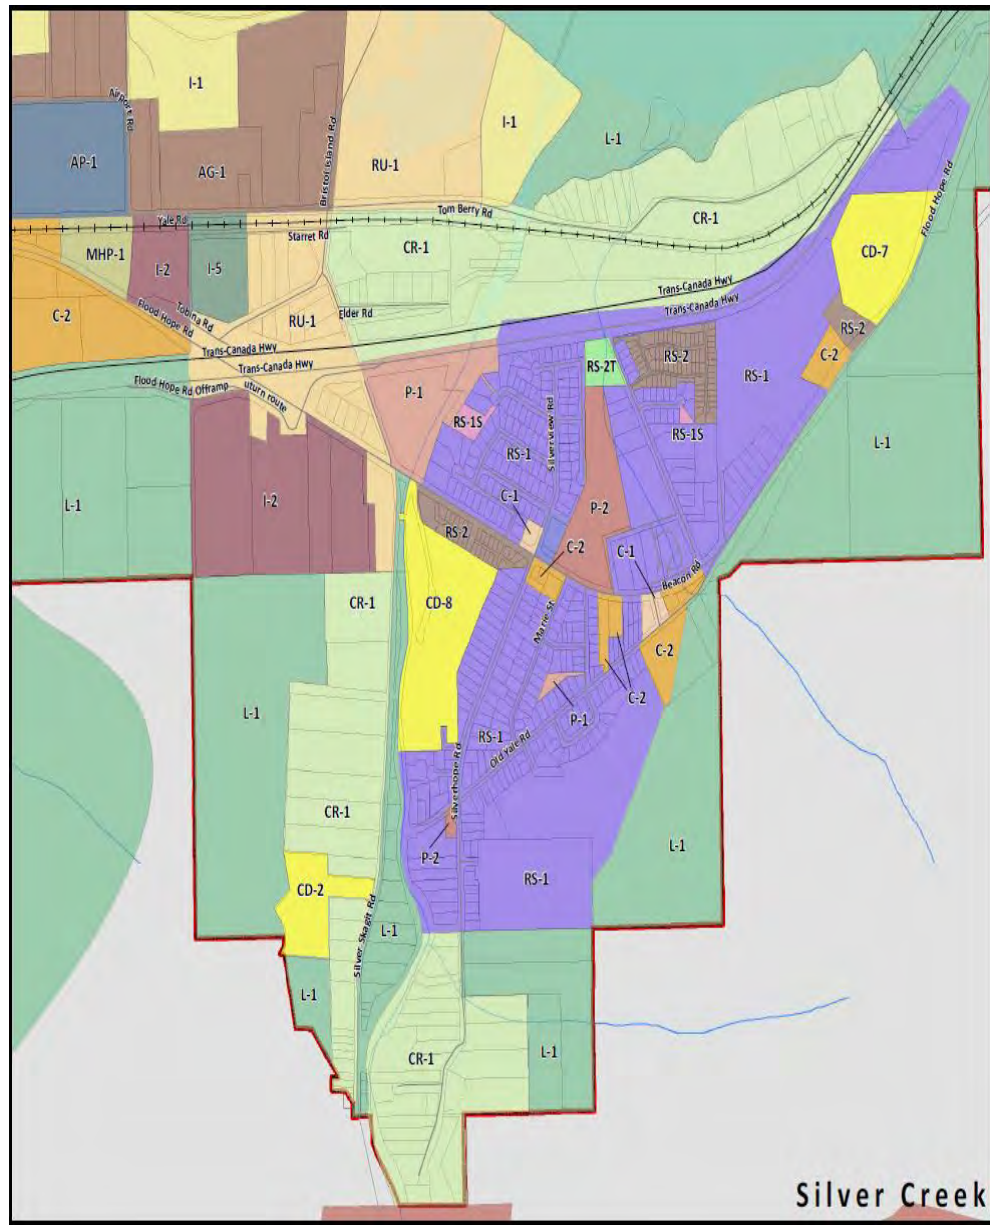 I-1
Airport Rd
I-1
Bristol Island Rd
L-1
AP-1
AG-1
RU-1
Tom Berry Rd
CR-1
Yale Rd
Starret Rd
Flood Hope Rd
MHP-1
I-2
I-5
CR-1
CD-7
Trans-Canada Hwy
Trans-Canada Hwy
C-2
Tobina Rd
Flood Hope Rd
RU-1
Elder Rd
RS-2
Trans-Canada Hwy
Trans-Canada Hwy
C-2
RS-2T
RS-2
RS-1
Flood Hope Rd Offramp
uturn route
P-1
RS-1S
Silverview Rd
RS-1S
L-1
RS-1
L-1
I-2
C-1
P-2
RS-2
C-2
C-1
Beacon Rd
CR-1
CD-8
Marie St
C-2
C-2
L-1
P-1
RS-1
Old Yale Rd
Silverhope Rd
CR-1
L-1
P-2
CD-2
RS-1
Silver Skagit Rd
L-1
L-1
CR-1
L-1
Silver Creek